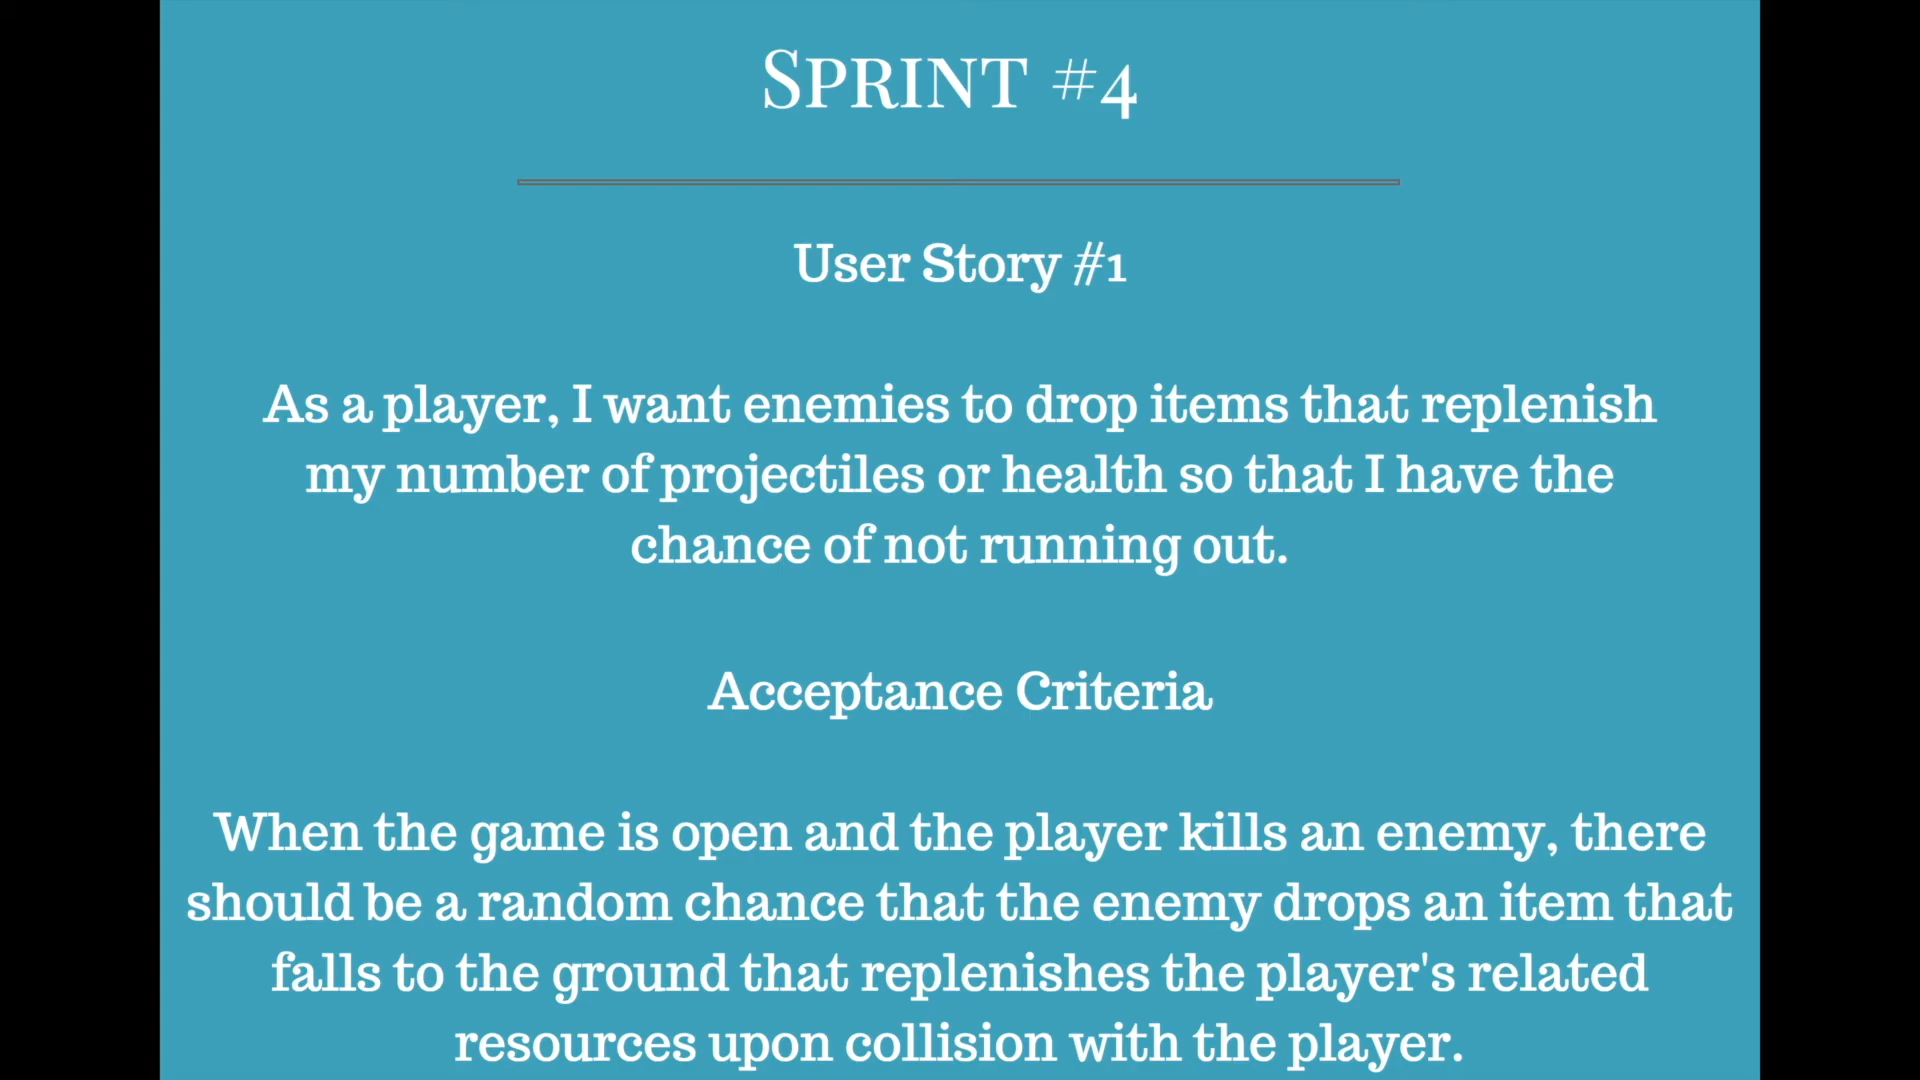 SPRINT #4
User Story #1
As a player, I want enemies to drop items that replenish
my number of projectiles or health so that I have the
chance of not running out.
Acceptance Criteria
When the game is open and the player kills an enemy, there
should be a random chance that the enemy drops an item that
falls to the ground that replenishes the player's related
resources upon collision with the player.